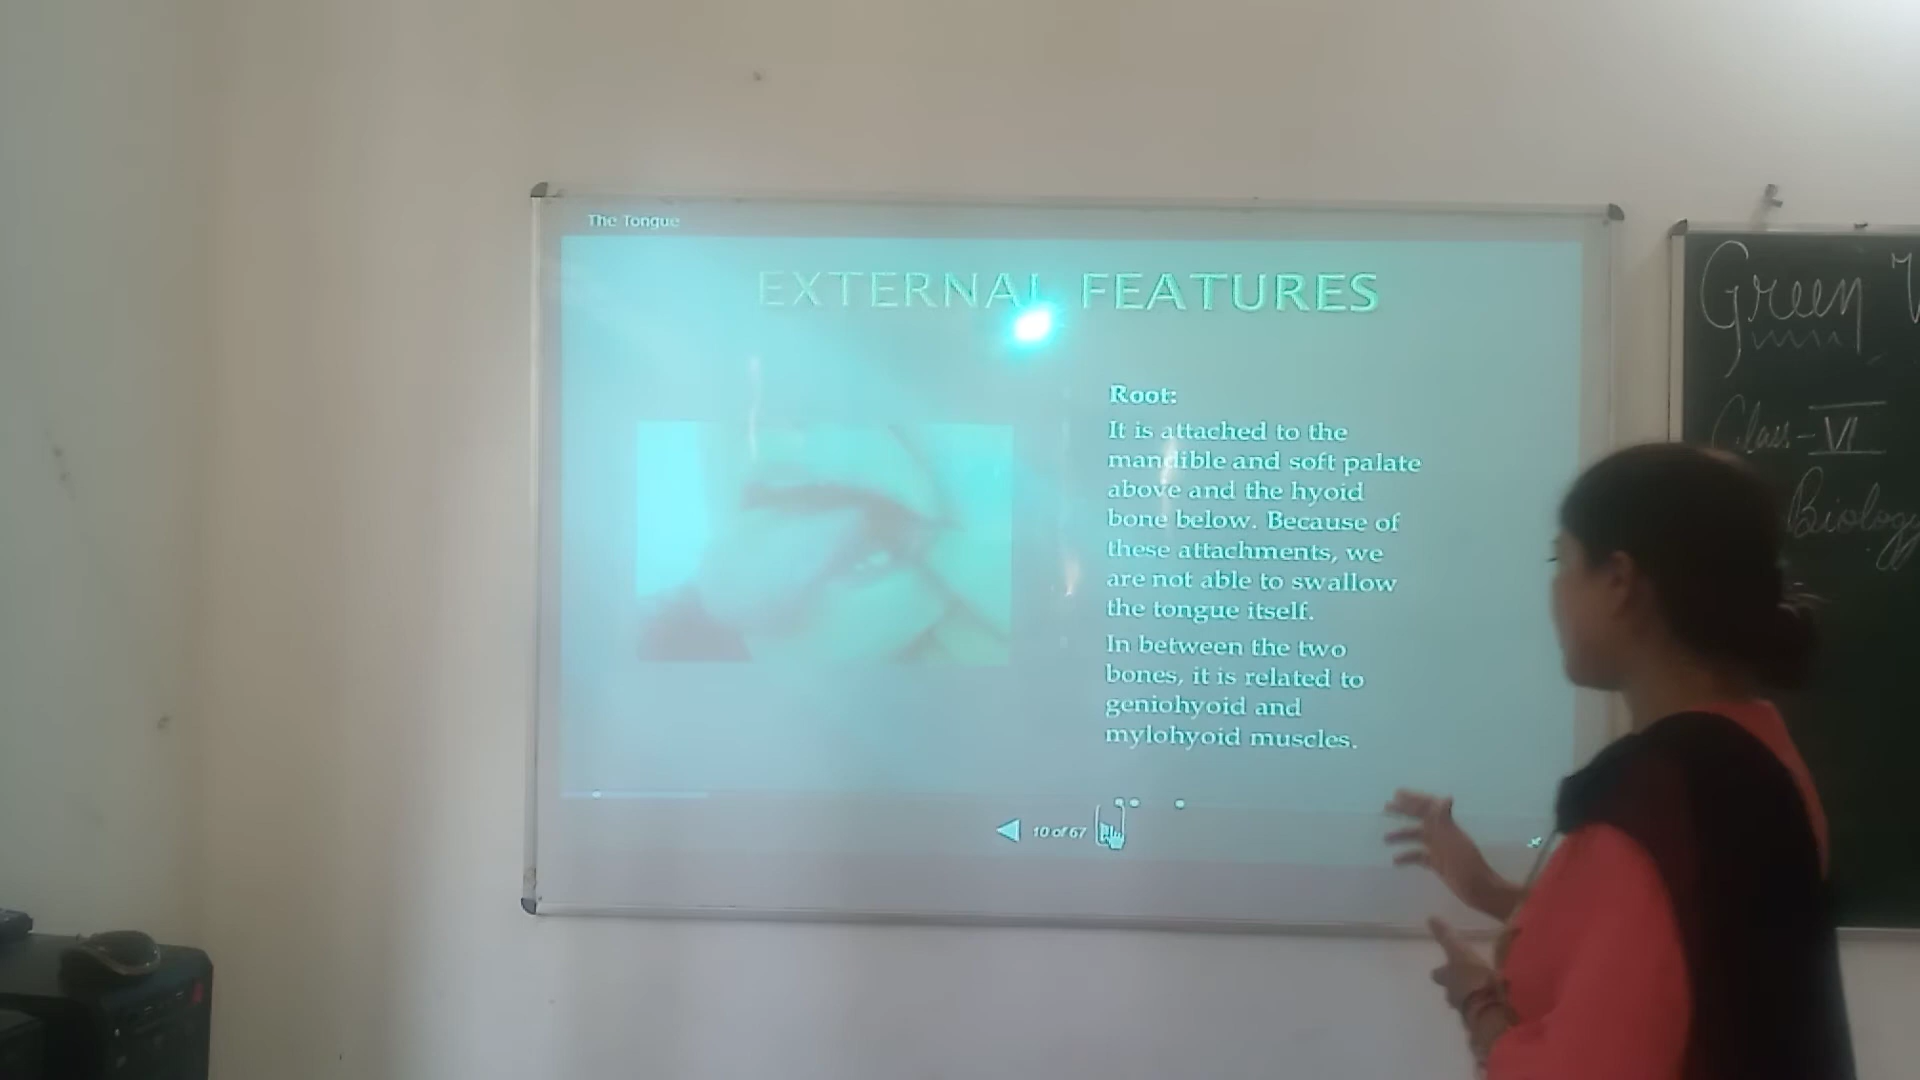 The Tongue
EXTERNAL FEATURES
Root:
It is attached to the
mandible and soft palate
above and the hyoid
bone below. Because of
these attachments, we
are not able to swallow
the tongue itself.
In between the two
bones, it is related to
geniohyoid and
mylohyoid muscles.
10 of 67
Green
Class - VI
Biology